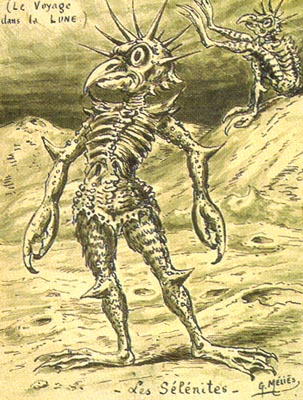 (Le Voyage
dans la LUNE)
- Les Sélénites -
G. Méliès